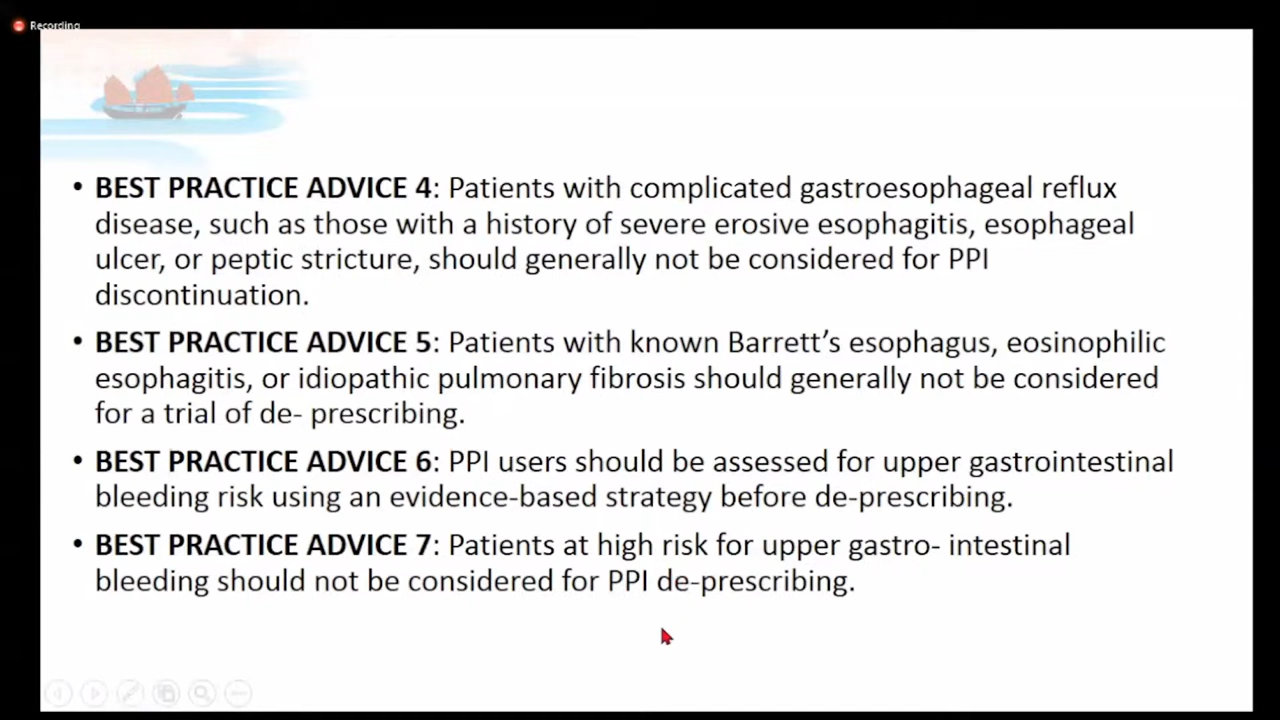 Recording
• BEST PRACTICE ADVICE 4: Patients with complicated gastroesophageal reflux
disease, such as those with a history of severe erosive esophagitis, esophageal
ulcer, or peptic stricture, should generally not be considered for PPI
discontinuation.
• BEST PRACTICE ADVICE 5: Patients with known Barrett’s esophagus, eosinophilic
esophagitis, or idiopathic pulmonary fibrosis should generally not be considered
for a trial of de- prescribing.
• BEST PRACTICE ADVICE 6: PPI users should be assessed for upper gastrointestinal
bleeding risk using an evidence-based strategy before de-prescribing.
• BEST PRACTICE ADVICE 7: Patients at high risk for upper gastro- intestinal
bleeding should not be considered for PPI de-prescribing.